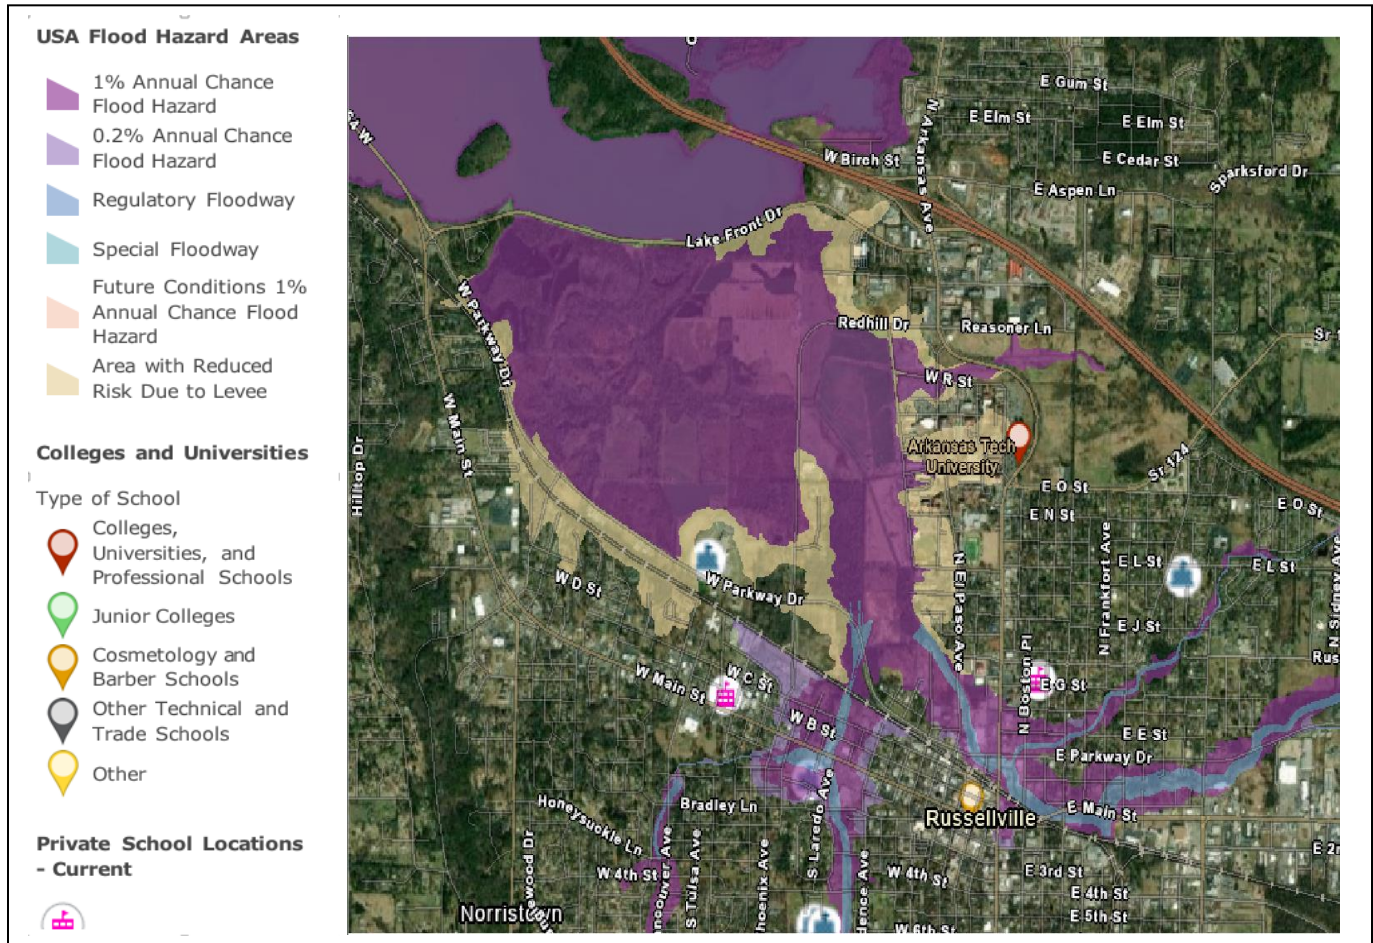 USA Flood Hazard Areas
1% Annual Chance
Flood Hazard
0.2% Annual Chance
Flood Hazard
Regulatory Floodway
Special Floodway
Future Conditions 1%
Annual Chance Flood
Hazard
Area with Reduced
Risk Due to Levee
Colleges and Universities
Type of School
Colleges,
Universities, and
Professional Schools
Junior Colleges
Cosmetology and
Barber Schools
Other Technical and
Trade Schools
Other
Private School Locations
- Current
64 W
E Gum St
E Elm St
E Elm St
N Arkansas Ave
W Birch St
E Cedar St
Sparksford Dr
E Aspen Ln
Lake Front Dr
W Parkway Dr
Redhill Dr
Reasoner Ln
W R St
W Main St
Hilltop Dr
Arkansas Tech
University
Sr 124
E O St
E O St
E N St
N Frankfort Ave
N El Paso Ave
E L St
E L St
N Sidney Ave
W D St
W Parkway Dr
E J St
N Boston Pl
E G St
W C St
W Main St
W B St
E E St
E Parkway Dr
Bradley Ln
Honeysuckle Ln
S Laredo Ave
Russellville
E Main St
S Tulsa Ave
W 4th St
W 4th St
E 3rd St
E 4th St
E 5th St
W 6th St
Norristown